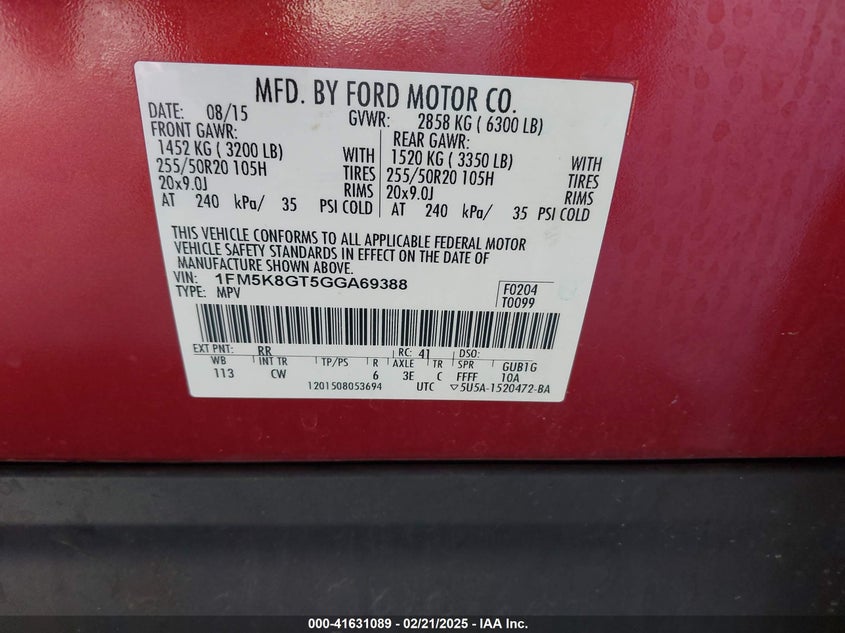 MFD. BY FORD MOTOR CO.
DATE: 08/15 GVWR: 2858 KG ( 6300 LB)
FRONT GAWR: REAR GAWR:
1452 KG ( 3200 LB) WITH 1520 KG ( 3350 LB) WITH
255/50R20 105H TIRES 255/50R20 105H TIRES
20x9.0J RIMS 20x9.0J RIMS
AT 240 kPa/ 35 PSI COLD AT 240 kPa/ 35 PSI COLD
THIS VEHICLE CONFORMS TO ALL APPLICABLE FEDERAL MOTOR
VEHICLE SAFETY STANDARDS IN EFFECT ON THE DATE OF
MANUFACTURE SHOWN ABOVE.
VIN: 1FM5K8GT5GGA69388 F0204
TYPE: MPV T0099
EXT PNT: RR RC: 41 DSO:
WB INT TR TP/PS R AXLE TR SPR GUB1G
113 CW 6 3E C FFFF 10A
1201508053694 UTC ▽5U5A-1520472-BA
000-41631089 — 02/21/2025 — IAA Inc.